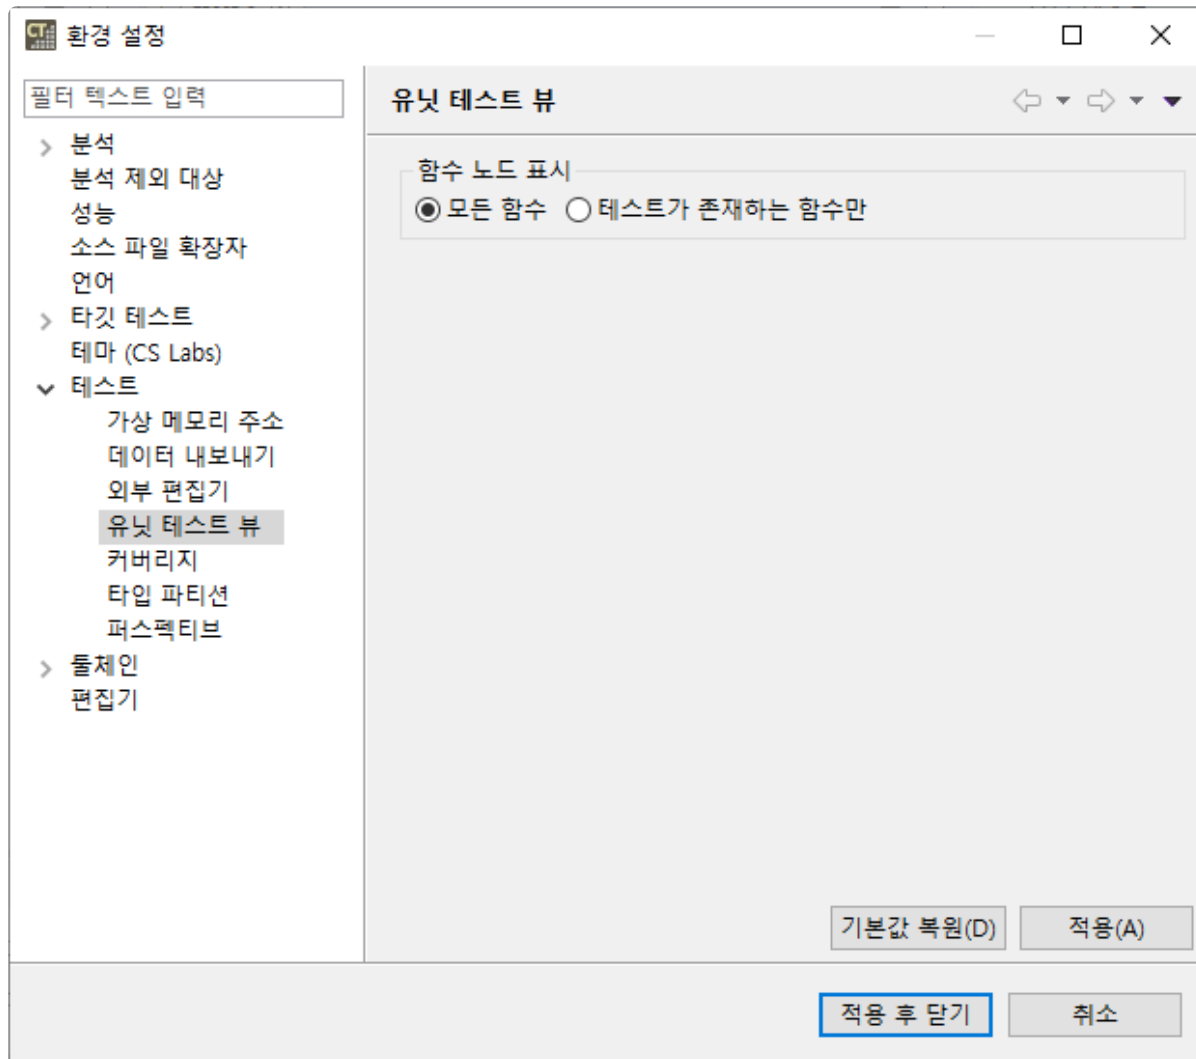 CT 환경 설정
필터 텍스트 입력
분석
분석 제외 대상
성능
소스 파일 확장자
언어
타깃 테스트
테마 (CS Labs)
테스트
가상 메모리 주소
데이터 내보내기
외부 편집기
유닛 테스트 뷰
커버리지
타입 파티션
퍼스펙티브
툴체인
편집기
유닛 테스트 뷰
함수 노드 표시
모든 함수 테스트가 존재하는 함수만
기본값 복원(D) 적용(A)
적용 후 닫기 취소